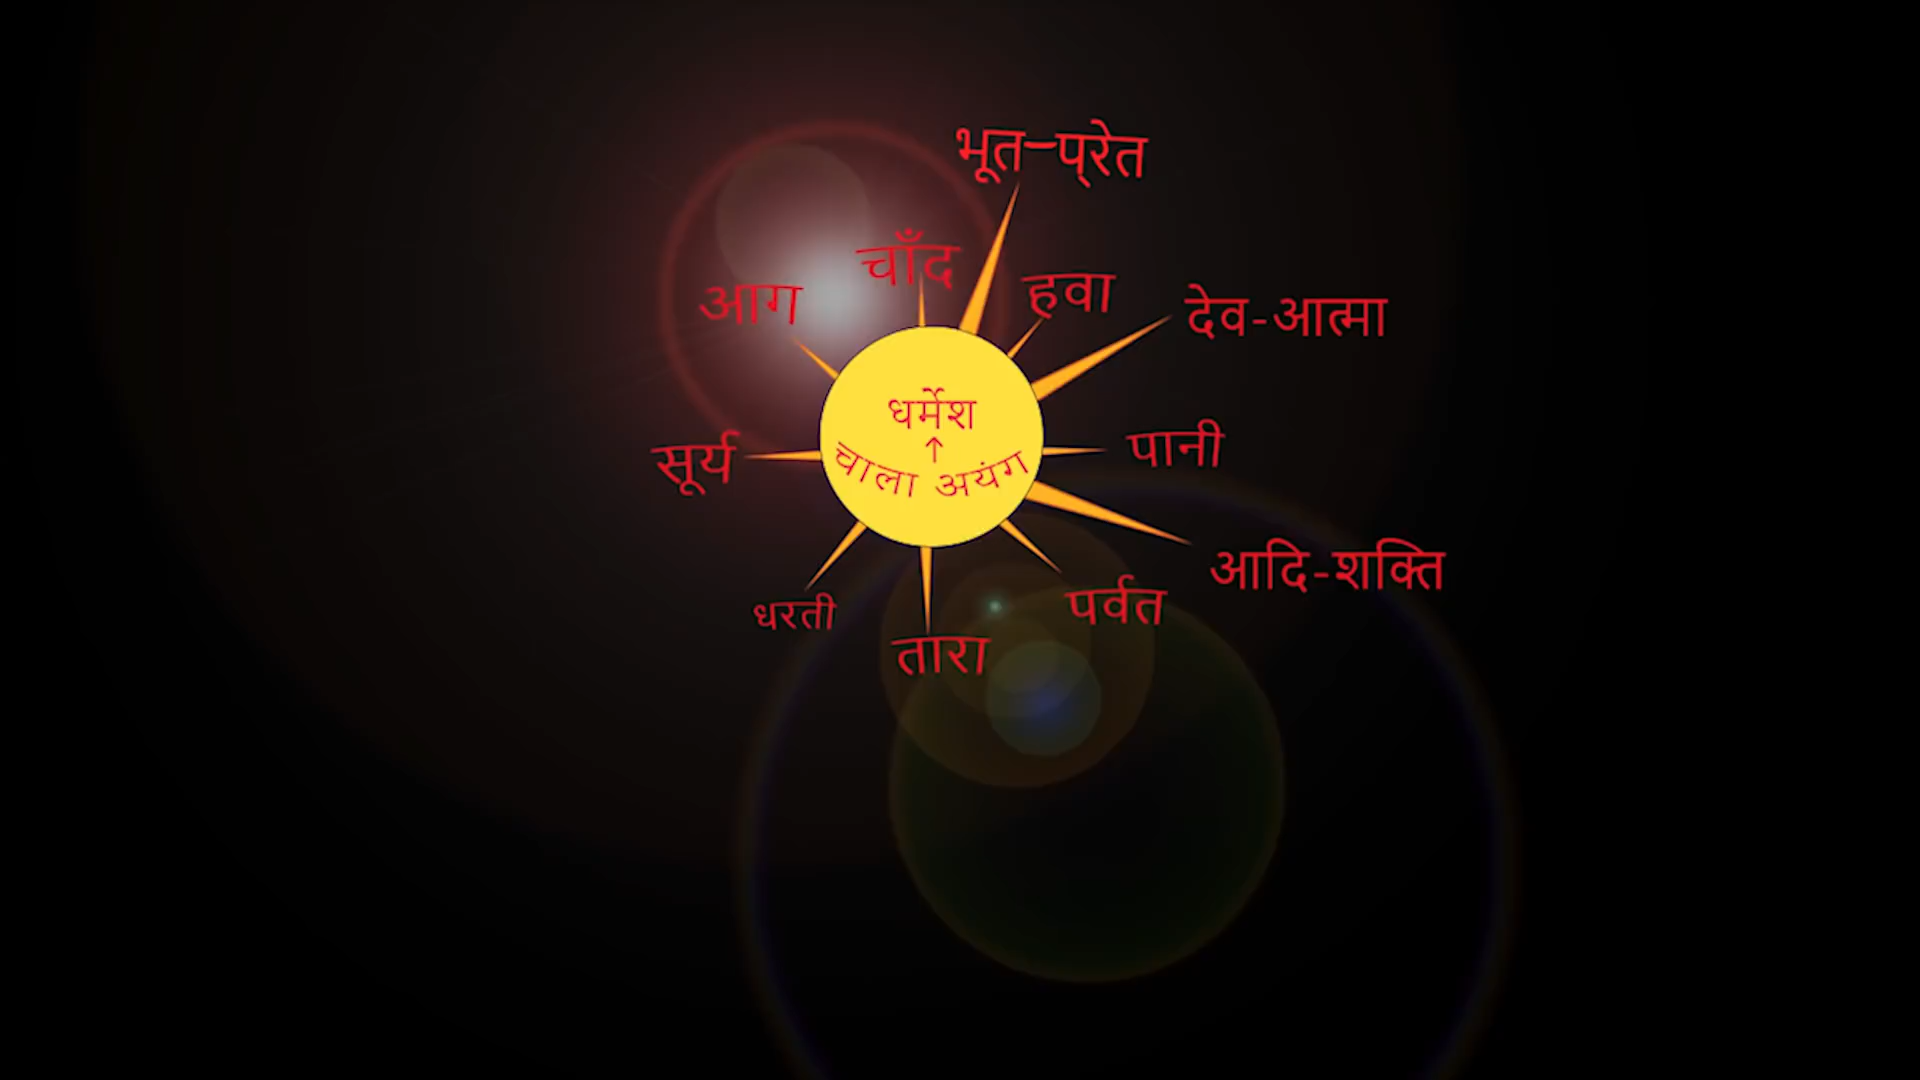 भूत-प्रेत
चाँद
हवा
आग
देव-आत्मा
धर्मेश
↑
चाला अयंग
सूर्य
पानी
आदि-शक्ति
पर्वत
धरती
तारा